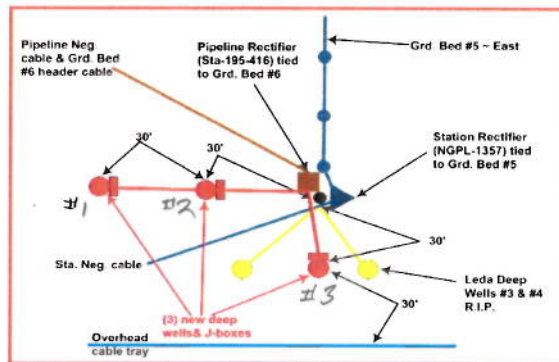 Pipeline Neg.
cable & Grd. Bed
#6 header cable
Pipeline Rectifier
(Sta-195-416) tied
to Grd. Bed #6
Grd. Bed #5 ~ East
Station Rectifier
(NGPL-1357) tied
to Grd. Bed #5
30'
30'
#1
#2
Sta. Neg. cable
30'
#3
(3) new deep
wells& J-boxes
Leda Deep
Wells #3 & #4
R.I.P.
30'
Overhead
cable tray